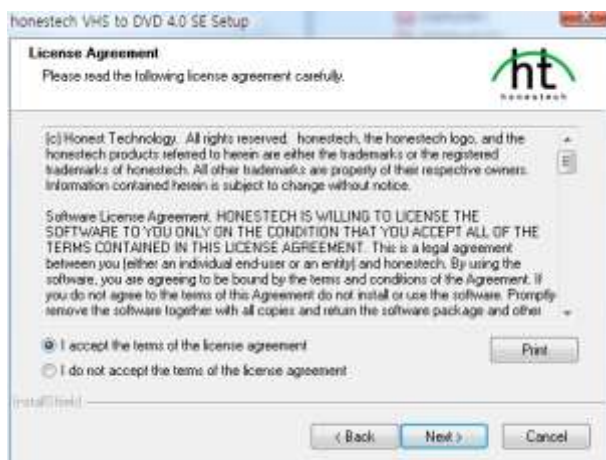 honestech VHS to DVD 4.0 SE Setup
License Agreement
Please read the following license agreement carefully.
ht
honestech
(c) Honest Technology. All rights reserved. honestech, the honestech logo, and the
honestech products referred to herein are either the trademarks or the registered
trademarks of honestech. All other trademarks are property of their respective owners.
Information contained herein is subject to change without notice.
Software License Agreement. HONESTECH IS WILLING TO LICENSE THE
SOFTWARE TO YOU ONLY ON THE CONDITION THAT YOU ACCEPT ALL OF THE
TERMS CONTAINED IN THIS LICENSE AGREEMENT. This is a legal agreement
between you (either an individual end-user or an entity) and honestech. By using the
software, you are agreeing to be bound by the terms and conditions of the Agreement. If
you do not agree to the terms of this Agreement do not install or use the software. Promptly
remove the software together with all copies and return the software package and other
I accept the terms of the license agreement
Print
I do not accept the terms of the license agreement
InstallShield
< Back
Next >
Cancel